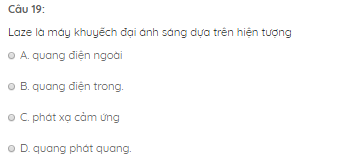 Câu 19:
Laze là máy khuyếch đại ánh sáng dựa trên hiện tượng
A. quang điện ngoài
B. quang điện trong.
C. phát xạ cảm ứng
D. quang phát quang.